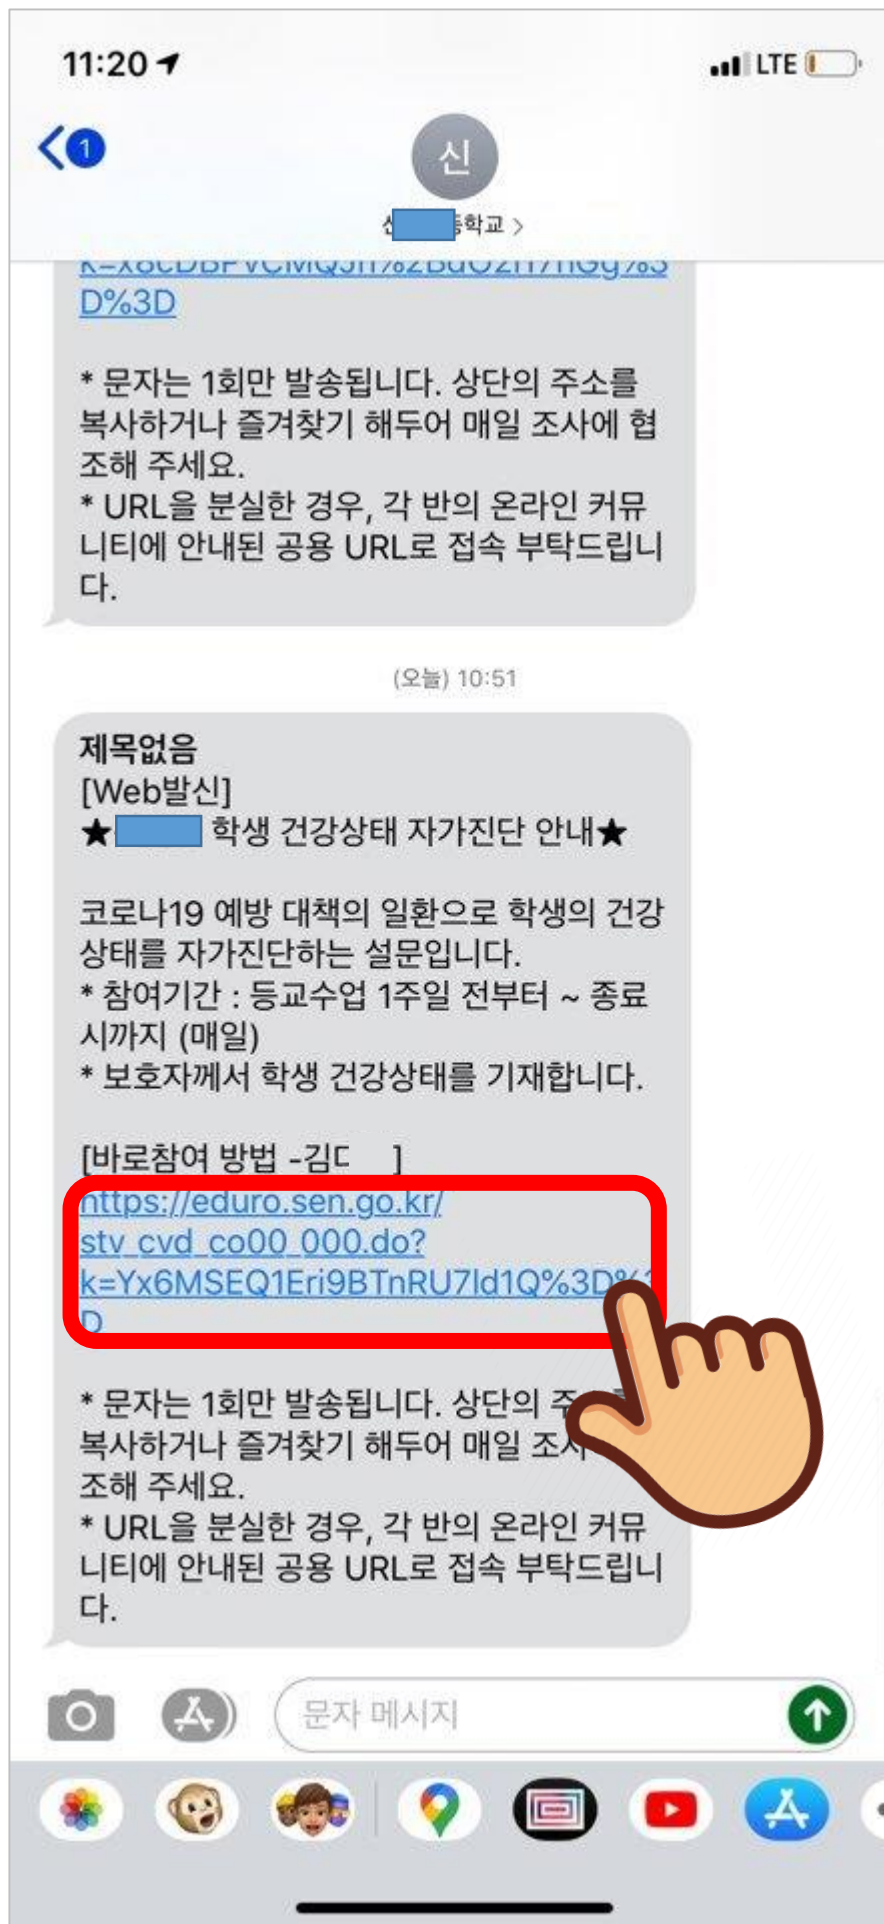 11:20
LTE
1
신
학교 >
D%3D
* 문자는 1회만 발송됩니다. 상단의 주소를
복사하거나 즐겨찾기 해두어 매일 조사에 협
조해 주세요.
* URL을 분실한 경우, 각 반의 온라인 커뮤
니티에 안내된 공용 URL로 접속 부탁드립니
다.
(오늘) 10:51
제목없음
[Web발신]
★ 학생 건강상태 자가진단 안내★
코로나19 예방 대책의 일환으로 학생의 건강
상태를 자가진단하는 설문입니다.
* 참여기간 : 등교수업 1주일 전부터 ~ 종료
시까지 (매일)
* 보호자께서 학생 건강상태를 기재합니다.
[바로참여 방법 -김 ]
https://eduro.sen.go.kr/
stv_cvd_co00_000.do?
k=Yx6MSEQ1Eri9BTnRU7Id1Q%3D%3
D
* 문자는 1회만 발송됩니다. 상단의
복사하거나 즐겨찾기 해두어 매일 조사
조해 주세요.
* URL을 분실한 경우, 각 반의 온라인 커뮤
니티에 안내된 공용 URL로 접속 부탁드립니
다.
문자 메시지